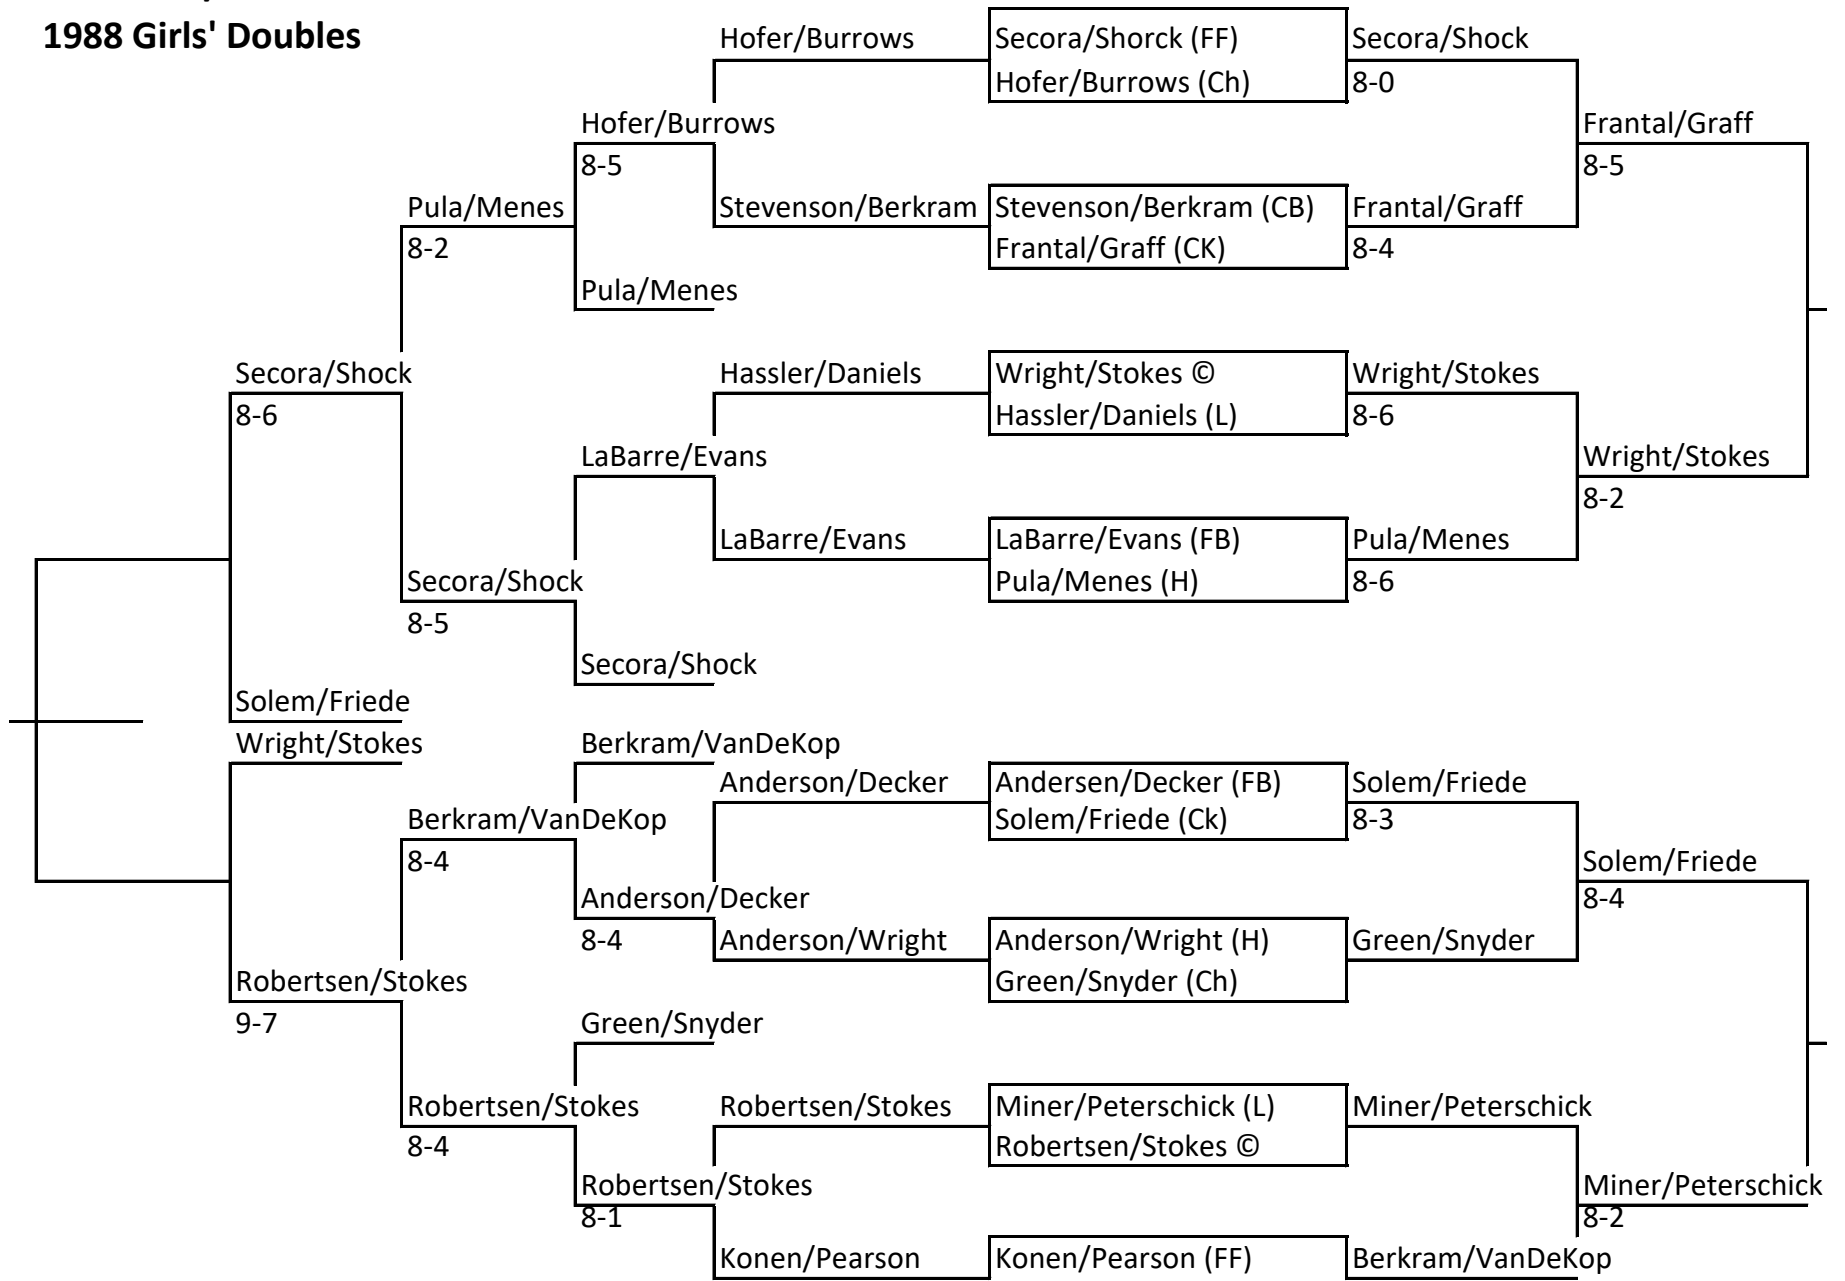 1988 Girls' Doubles
Hofer/Burrows
Secora/Shorck (FF)
Secora/Shock
Hofer/Burrows (Ch)
8-0
Hofer/Burrows
Frantal/Graff
8-5
8-5
Pula/Menes
Stevenson/Berkram
Stevenson/Berkram (CB)
Frantal/Graff
8-2
Frantal/Graff (CK)
8-4
Pula/Menes
Secora/Shock
Hassler/Daniels
Wright/Stokes ©
Wright/Stokes
8-6
Hassler/Daniels (L)
8-6
LaBarre/Evans
Wright/Stokes
8-2
LaBarre/Evans
LaBarre/Evans (FB)
Pula/Menes
Secora/Shock
Pula/Menes (H)
8-6
8-5
Secora/Shock
Solem/Friede
Wright/Stokes
Berkram/VanDeKop
Anderson/Decker
Andersen/Decker (FB)
Solem/Friede
Berkram/VanDeKop
Solem/Friede (Ck)
8-3
8-4
Solem/Friede
Anderson/Decker
8-4
8-4
Anderson/Wright
Anderson/Wright (H)
Green/Snyder
Robertsen/Stokes
Green/Snyder (Ch)
9-7
Green/Snyder
Robertsen/Stokes
Robertsen/Stokes
Miner/Peterschick (L)
Miner/Peterschick
8-4
Robertsen/Stokes ©
Robertsen/Stokes
Miner/Peterschick
8-1
8-2
Konen/Pearson
Konen/Pearson (FF)
Berkram/VanDeKop